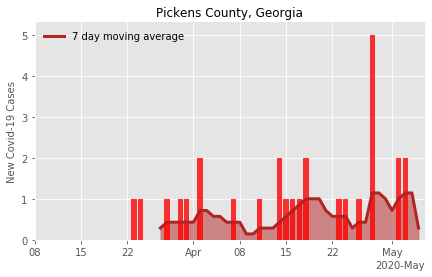 Pickens County, Georgia
7 day moving average
New Covid-19 Cases
5
4
3
2
1
0
08 15 22 Apr 08 15 22 May
2020-May